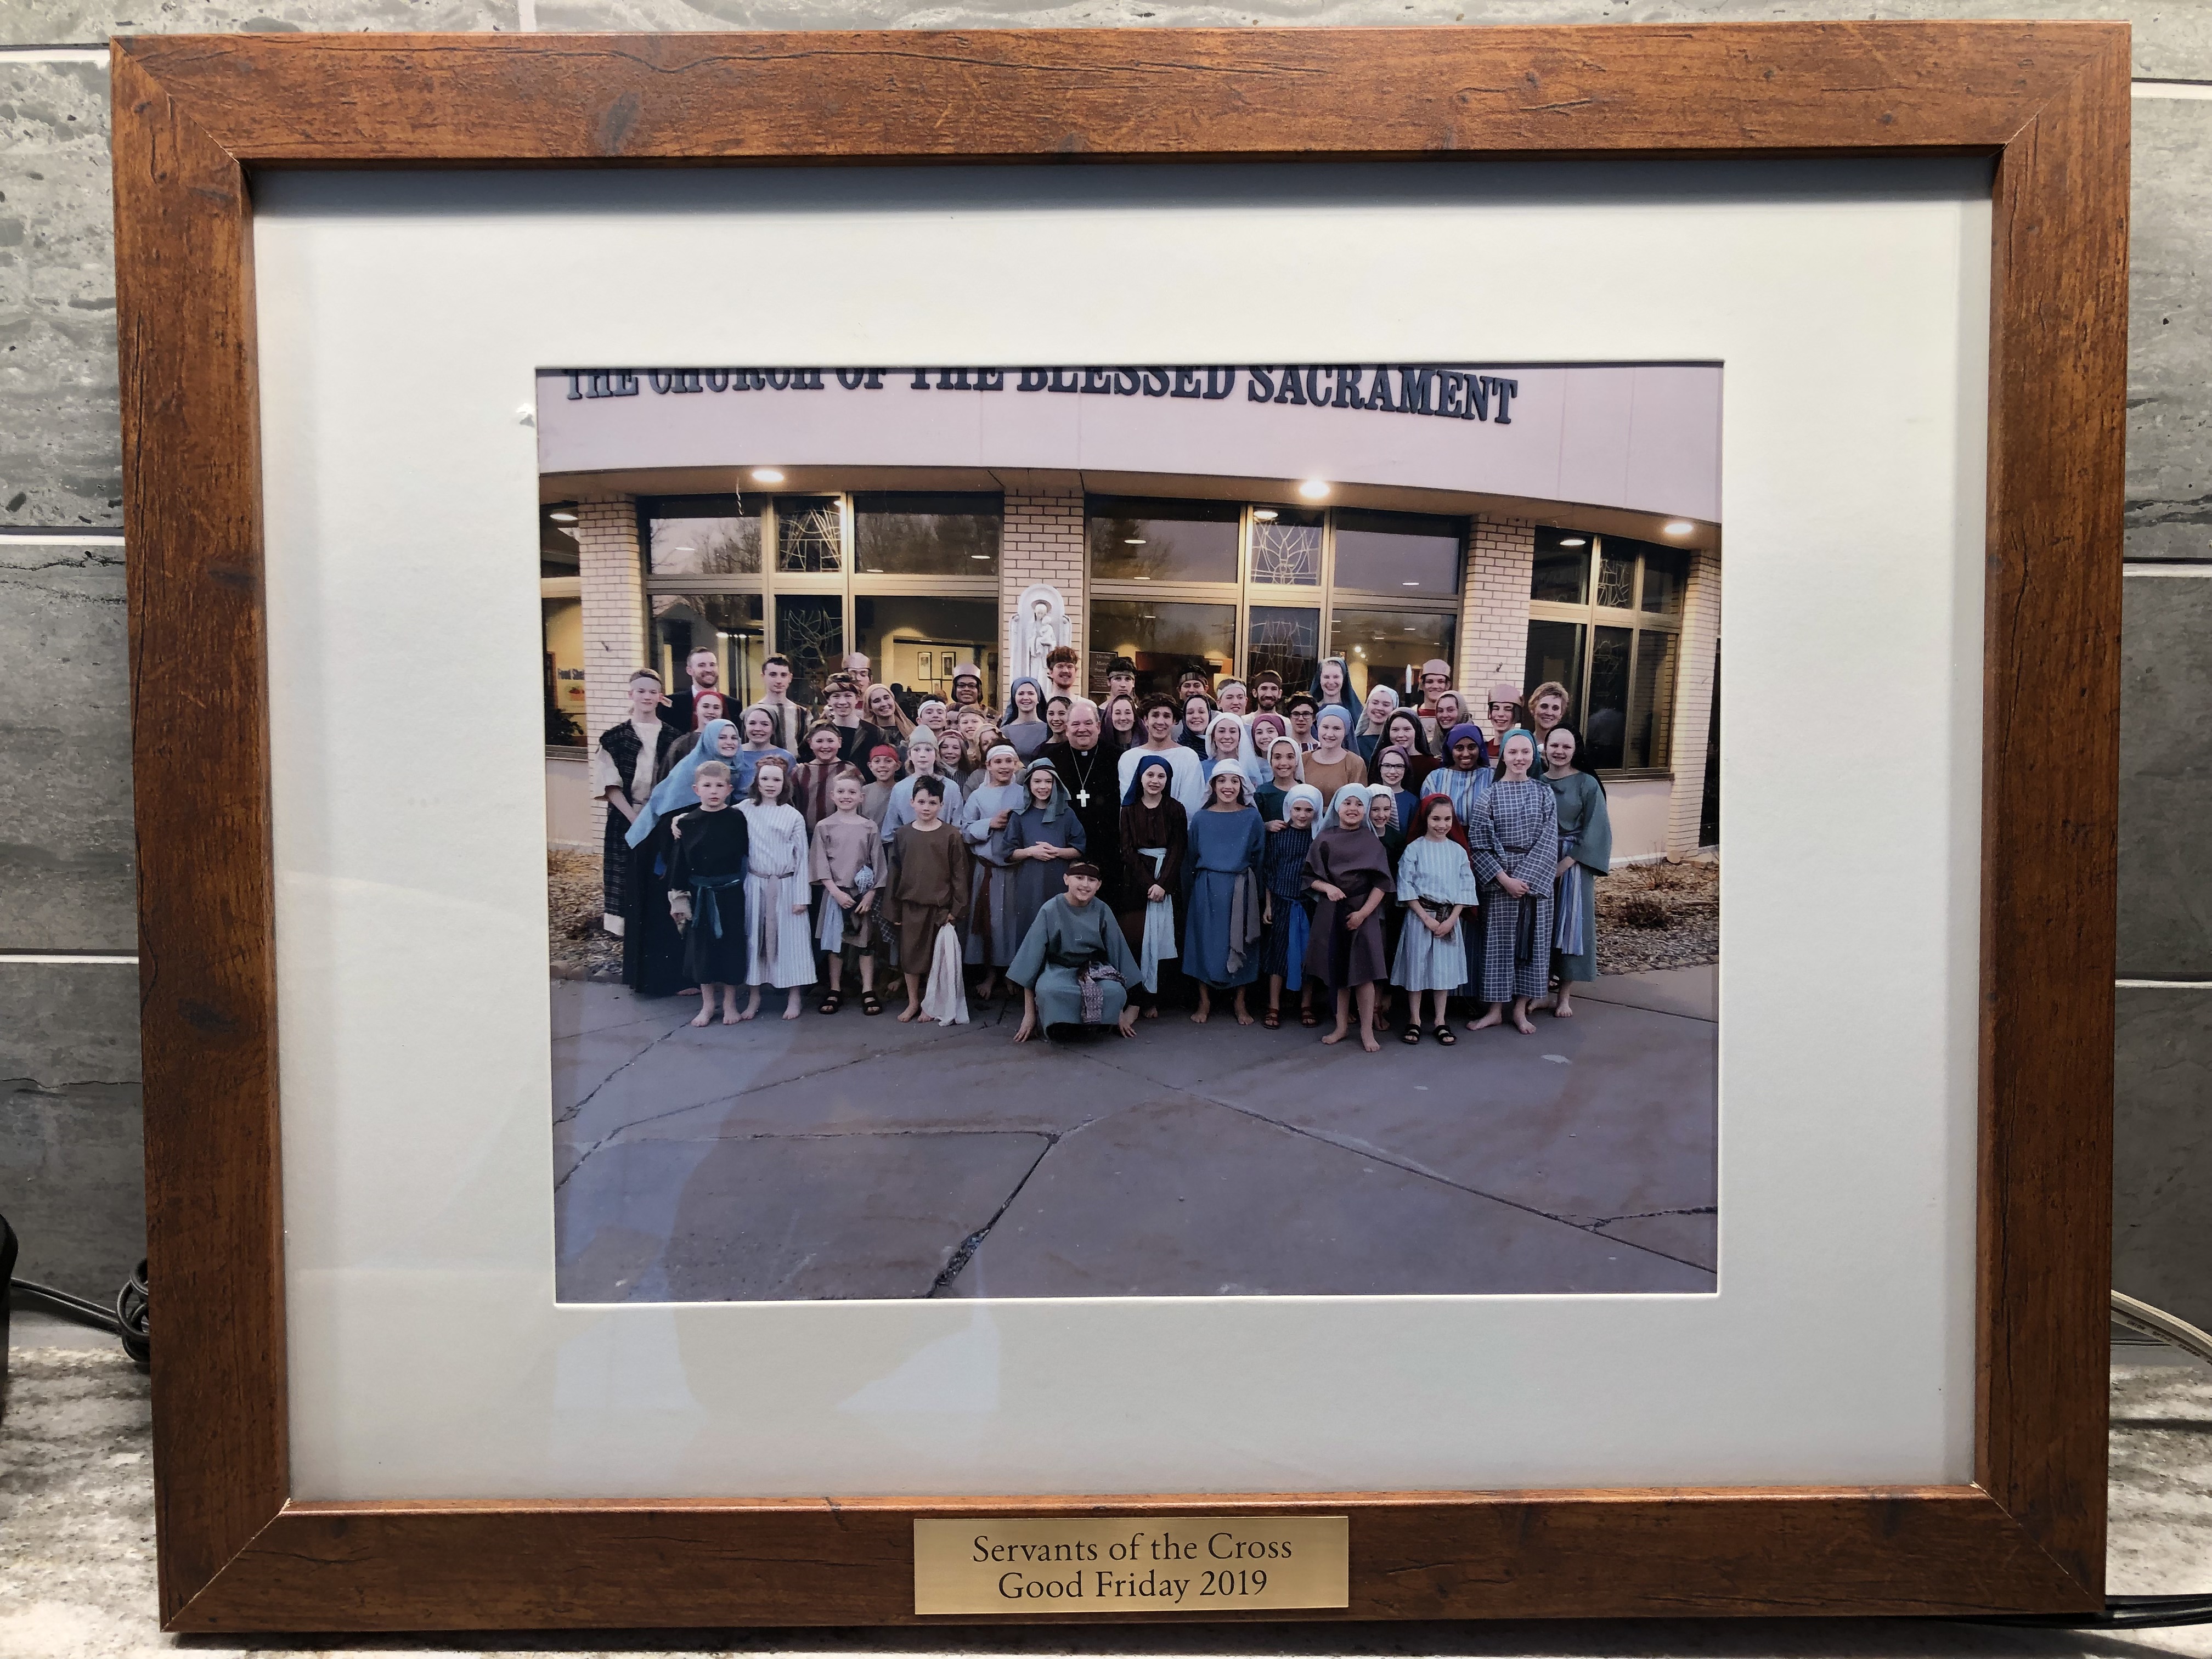 THE CHURCH OF THE BLESSED SACRAMENT
Servants of the Cross
Good Friday 2019